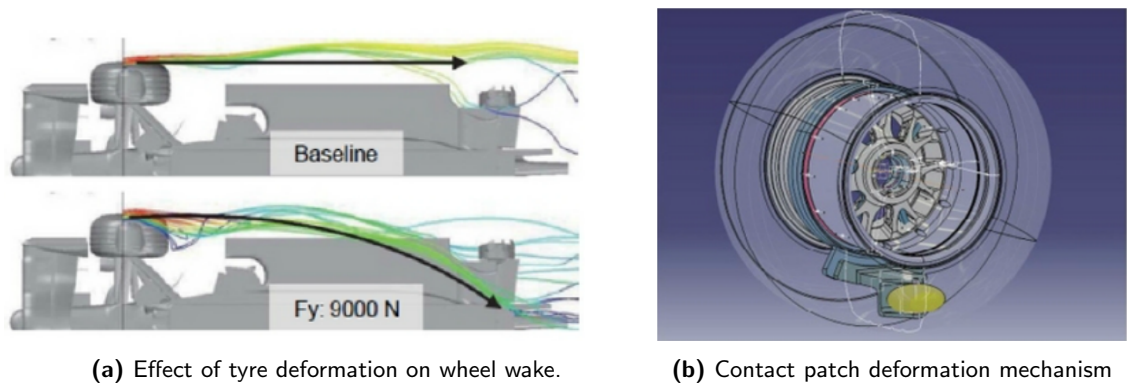 Baseline
Fy: 9000 N
(a) Effect of tyre deformation on wheel wake.
(b) Contact patch deformation mechanism